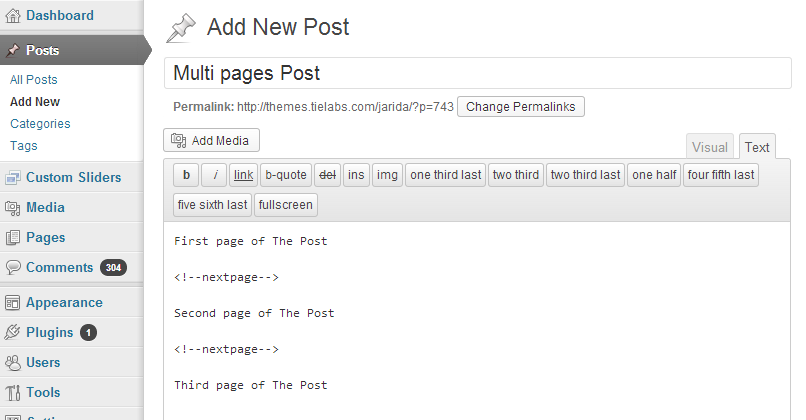 Dashboard
Posts
All Posts
Add New
Categories
Tags
Custom Sliders
Media
Pages
Comments 304
Appearance
Plugins 1
Users
Tools
Add New Post
Multi pages Post
Permalink: http://themes.tielabs.com/jarida/?p=743 Change Permalinks
Add Media
Visual Text
b i link b-quote del ins img one third last two third two third last one half four fifth last
five sixth last fullscreen
First page of The Post
<!--nextpage-->
Second page of The Post
<!--nextpage-->
Third page of The Post